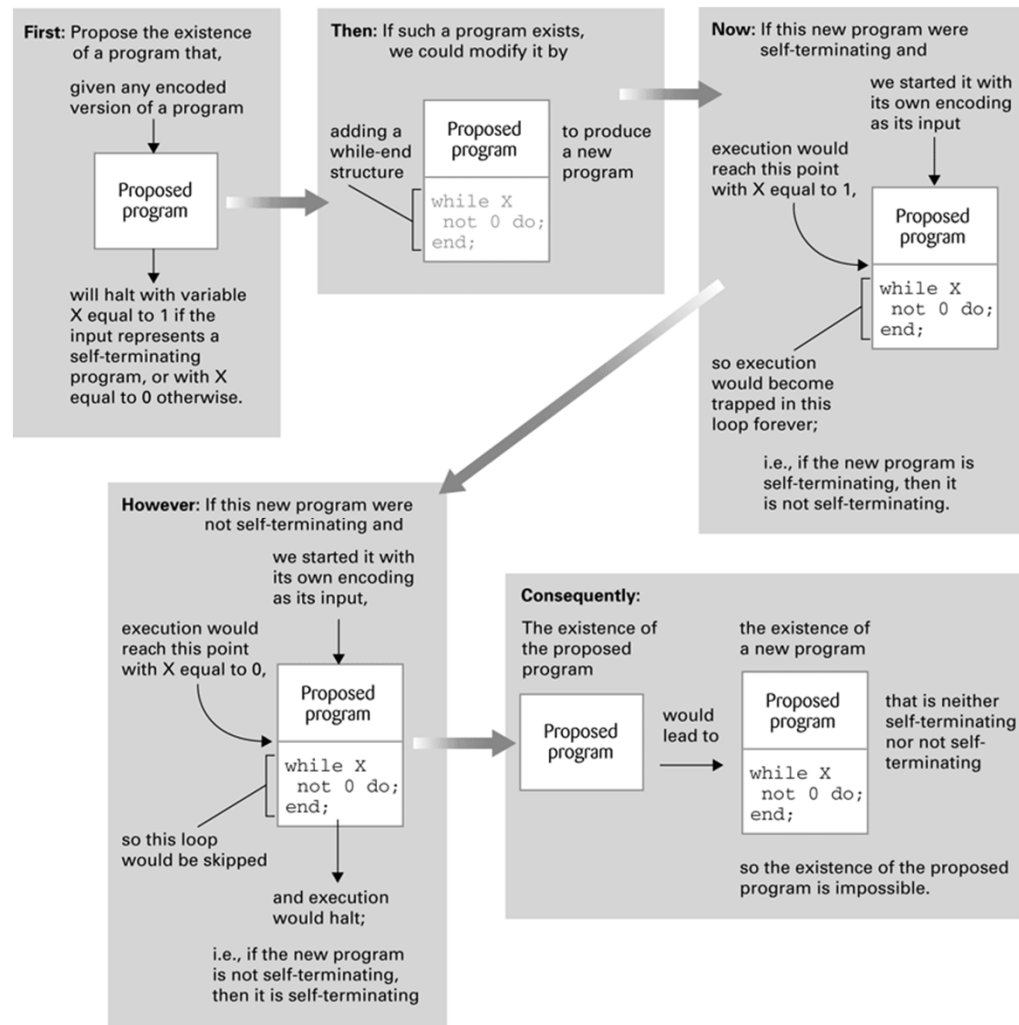 First: Propose the existence
of a program that,
given any encoded
version of a program
Proposed
program
will halt with variable
X equal to 1 if the
input represents a
self-terminating
program, or with X
equal to 0 otherwise.
Then: If such a program exists,
we could modify it by
adding a
while-end
structure
Proposed
program
while X
not 0 do;
end;
to produce
a new
program
Now: If this new program were
self-terminating and
we started it with
its own encoding
as its input
execution would
reach this point
with X equal to 1,
Proposed
program
while X
not 0 do;
end;
so execution
would become
trapped in this
loop forever;
i.e., if the new program is
self-terminating, then it
is not self-terminating.
However: If this new program were
not self-terminating and
we started it with
its own encoding
as its input,
execution would
reach this point
with X equal to 0,
Proposed
program
while X
not 0 do;
end;
so this loop
would be skipped
and execution
would halt;
i.e., if the new program
is not self-terminating,
then it is self-terminating
Consequently:
The existence of
the proposed
program
Proposed
program
would
lead to
the existence of
a new program
Proposed
program
while X
not 0 do;
end;
that is neither
self-terminating
nor not self-
terminating
so the existence of the proposed
program is impossible.